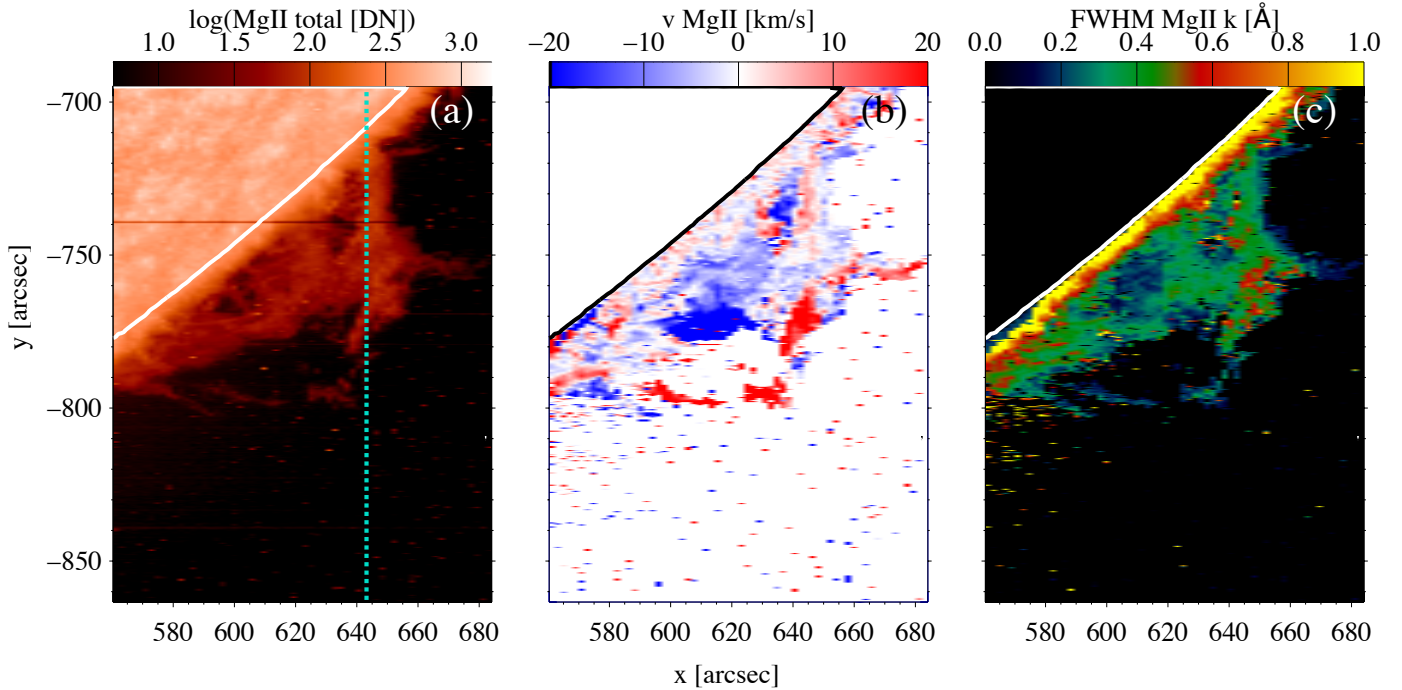 log(MgII total [DN]) v MgII [km/s] FWHM MgII k [Å]
1.0 1.5 2.0 2.5 3.0 −20 −10 0 10 20 0.0 0.2 0.4 0.6 0.8 1.0
−700 (a) (b) (c)
−750
y [arcsec]
−800
−850
580 600 620 640 660 680 580 600 620 640 660 680 580 600 620 640 660 680
x [arcsec]